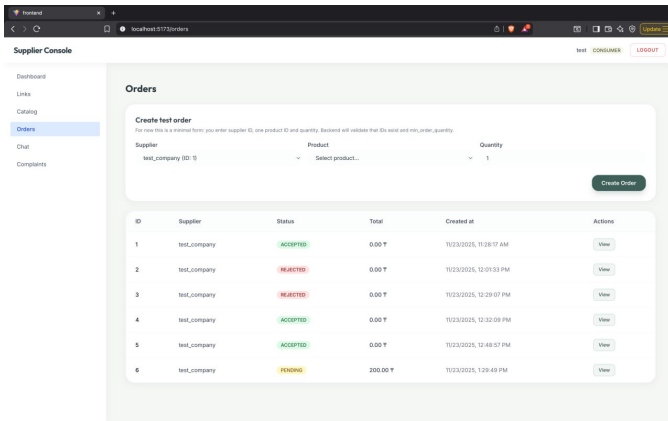 frontend
localhost:5173/orders
Update
Supplier Console
test CONSUMER LOGOUT
Dashboard
Links
Catalog
Orders
Chat
Complaints
Orders
Create test order
For now this is a minimal form: you enter supplier ID, one product ID and quantity. Backend will validate that IDs exist and min_order_quantity.
Supplier Product Quantity
test_company (ID: 1) Select product... 1
Create Order
ID Supplier Status Total Created at Actions
1 test_company ACCEPTED 0.00 ₸ 11/23/2025, 11:28:17 AM View
2 test_company REJECTED 0.00 ₸ 11/23/2025, 12:01:33 PM View
3 test_company REJECTED 0.00 ₸ 11/23/2025, 12:29:07 PM View
4 test_company ACCEPTED 0.00 ₸ 11/23/2025, 12:32:09 PM View
5 test_company ACCEPTED 0.00 ₸ 11/23/2025, 12:48:57 PM View
6 test_company PENDING 200.00 ₸ 11/23/2025, 1:29:49 PM View